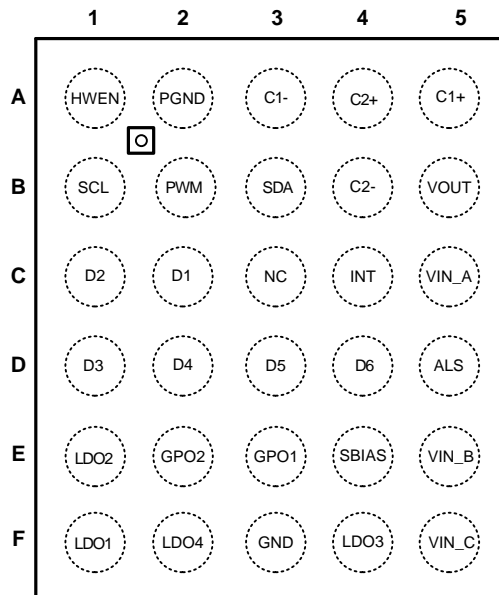 1 2 3 4 5
A HWEN PGND C1- C2+ C1+
B SCL PWM SDA C2- VOUT
C D2 D1 NC INT VIN_A
D D3 D4 D5 D6 ALS
E LDO2 GPO2 GPO1 SBIAS VIN_B
F LDO1 LDO4 GND LDO3 VIN_C